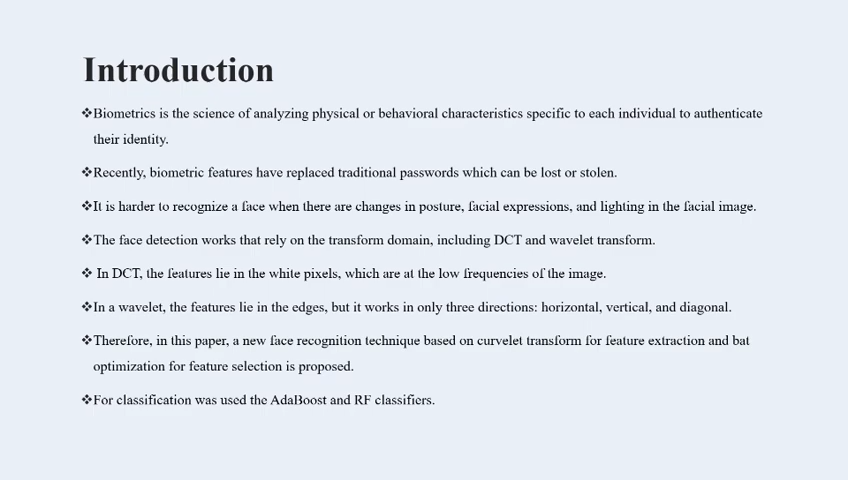 Introduction
❖Biometrics is the science of analyzing physical or behavioral characteristics specific to each individual to authenticate
their identity.
❖Recently, biometric features have replaced traditional passwords which can be lost or stolen.
❖It is harder to recognize a face when there are changes in posture, facial expressions, and lighting in the facial image.
❖The face detection works that rely on the transform domain, including DCT and wavelet transform.
❖ In DCT, the features lie in the white pixels, which are at the low frequencies of the image.
❖In a wavelet, the features lie in the edges, but it works in only three directions: horizontal, vertical, and diagonal.
❖Therefore, in this paper, a new face recognition technique based on curvelet transform for feature extraction and bat
optimization for feature selection is proposed.
❖For classification was used the AdaBoost and RF classifiers.